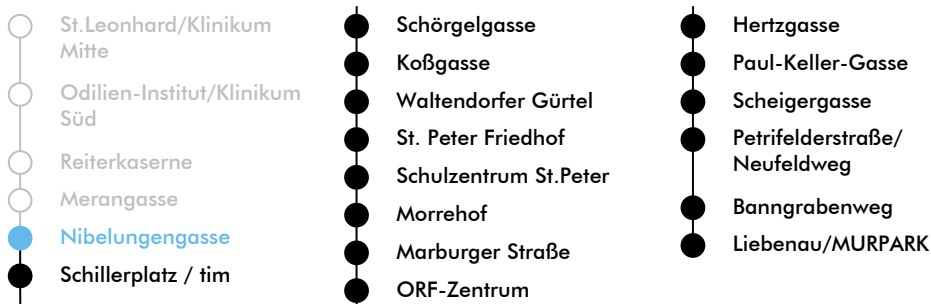 St.Leonhard/Klinikum
Mitte
Odilien-Institut/Klinikum
Süd
Reiterkaserne
Merangasse
Nibelungengasse
Schillerplatz / tim
Schörgelgasse
Koßgasse
Waltendorfer Gürtel
St. Peter Friedhof
Schulzentrum St.Peter
Morrehof
Marburger Straße
ORF-Zentrum
Hertzgasse
Paul-Keller-Gasse
Scheigergasse
Petrifelderstraße/
Neufeldweg
Banngrabenweg
Liebenau/MURPARK